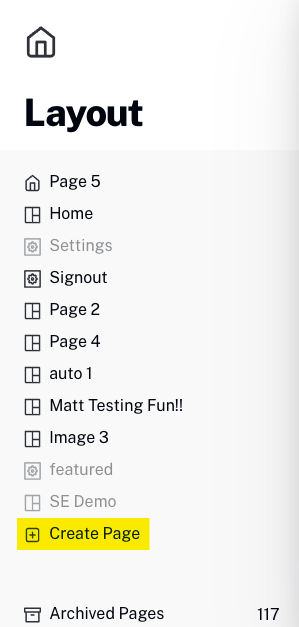 Layout
Page 5
Home
Settings
Signout
Page 2
Page 4
auto 1
Matt Testing Fun!!
Image 3
featured
SE Demo
Create Page
Archived Pages 117